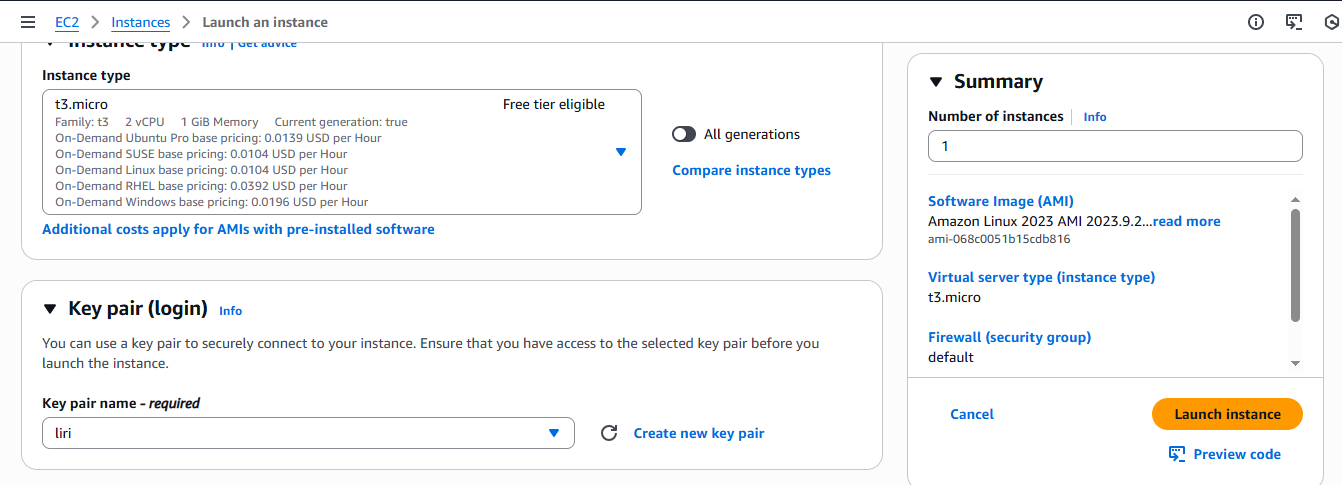 EC2 > Instances > Launch an instance
Instance type Info | Get advice
Instance type
t3.micro Free tier eligible
Family: t3 2 vCPU 1 GiB Memory Current generation: true
On-Demand Ubuntu Pro base pricing: 0.0139 USD per Hour
On-Demand SUSE base pricing: 0.0104 USD per Hour
On-Demand Linux base pricing: 0.0104 USD per Hour
On-Demand RHEL base pricing: 0.0392 USD per Hour
On-Demand Windows base pricing: 0.0196 USD per Hour
All generations
Compare instance types
Additional costs apply for AMIs with pre-installed software
Key pair (login) Info
You can use a key pair to securely connect to your instance. Ensure that you have access to the selected key pair before you
launch the instance.
Key pair name - required
liri
Create new key pair
Summary
Number of instances Info
1
Software Image (AMI)
Amazon Linux 2023 AMI 2023.9.2...read more
ami-068c0051b15cdb816
Virtual server type (instance type)
t3.micro
Firewall (security group)
default
Cancel
Launch instance
Preview code